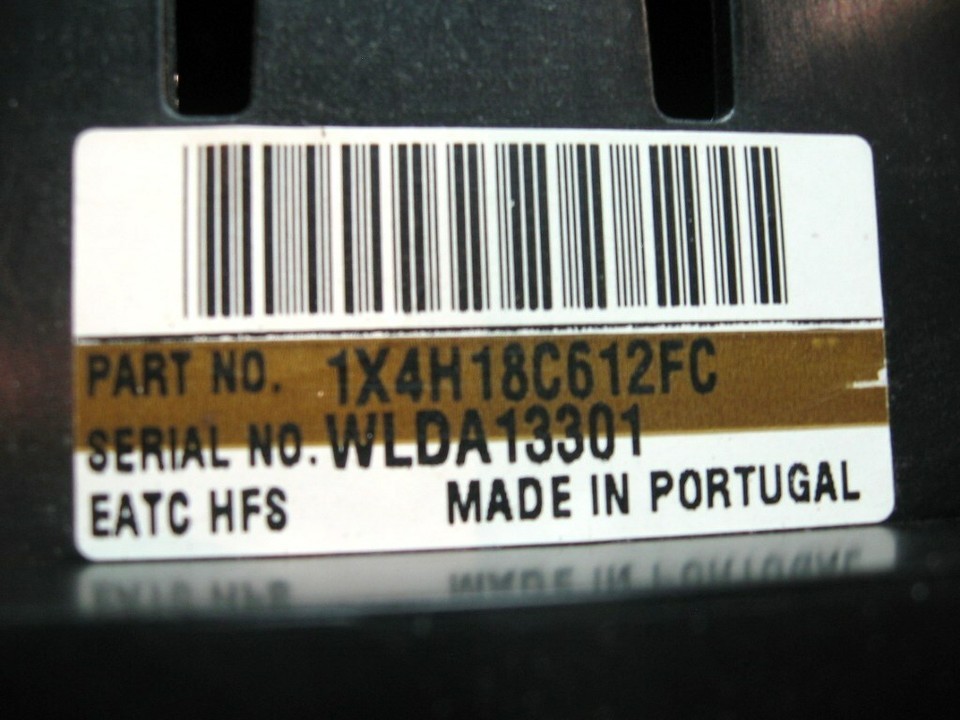 PART NO. 1X4H18C612FC
SERIAL NO. WLDA13301
EATC HFS MADE IN PORTUGAL